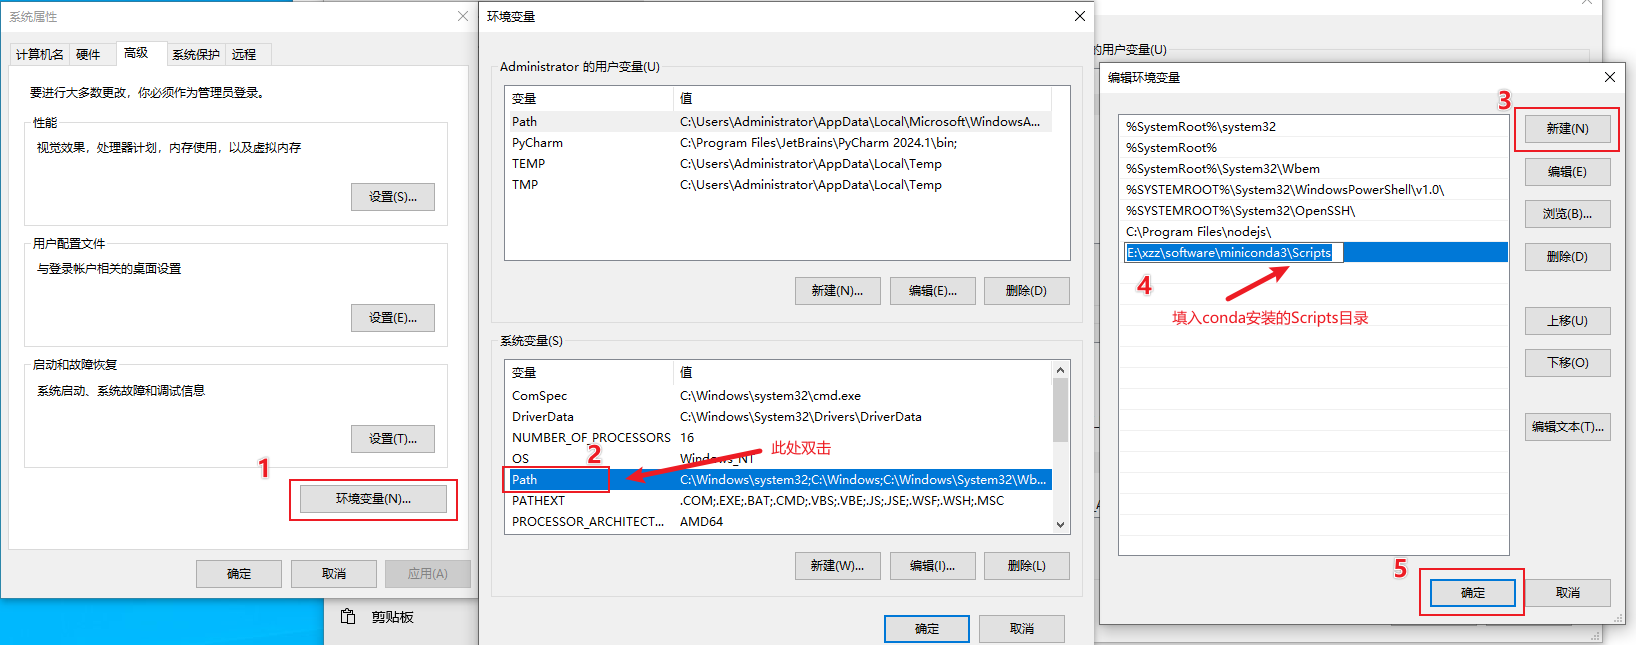 系统属性
计算机名 硬件 高级 系统保护 远程
要进行大多数更改，你必须作为管理员登录。
性能
视觉效果，处理器计划，内存使用，以及虚拟内存
设置(S)...
用户配置文件
与登录帐户相关的桌面设置
设置(E)...
启动和故障恢复
系统启动、系统故障和调试信息
设置(T)...
1
环境变量(N)...
确定 取消 应用(A)
剪贴板
环境变量
Administrator 的用户变量(U)
变量 值
Path C:\Users\Administrator\AppData\Local\Microsoft\WindowsA...
PyCharm C:\Program Files\JetBrains\PyCharm 2024.1\bin;
TEMP C:\Users\Administrator\AppData\Local\Temp
TMP C:\Users\Administrator\AppData\Local\Temp
新建(N)... 编辑(E)... 删除(D)
系统变量(S)
变量 值
ComSpec C:\Windows\system32\cmd.exe
DriverData C:\Windows\System32\Drivers\DriverData
NUMBER_OF_PROCESSORS 16
OS Windows_NT
2 此处双击
Path C:\Windows\system32;C:\Windows;C:\Windows\System32\Wb...
PATHEXT .COM;.EXE;.BAT;.CMD;.VBS;.VBE;.JS;.JSE;.WSF;.WSH;.MSC
PROCESSOR_ARCHITECT... AMD64
新建(W)... 编辑(I)... 删除(L)
确定 取消
的用户变量(U)
编辑环境变量
3
%SystemRoot%\system32
%SystemRoot%
%SystemRoot%\System32\Wbem
%SYSTEMROOT%\System32\WindowsPowerShell\v1.0\
%SYSTEMROOT%\System32\OpenSSH\
C:\Program Files\nodejs\
E:\xzz\software\miniconda3\Scripts
4
填入conda安装的Scripts目录
新建(N)
编辑(E)
浏览(B)...
删除(D)
上移(U)
下移(O)
编辑文本(T)...
5
确定 取消